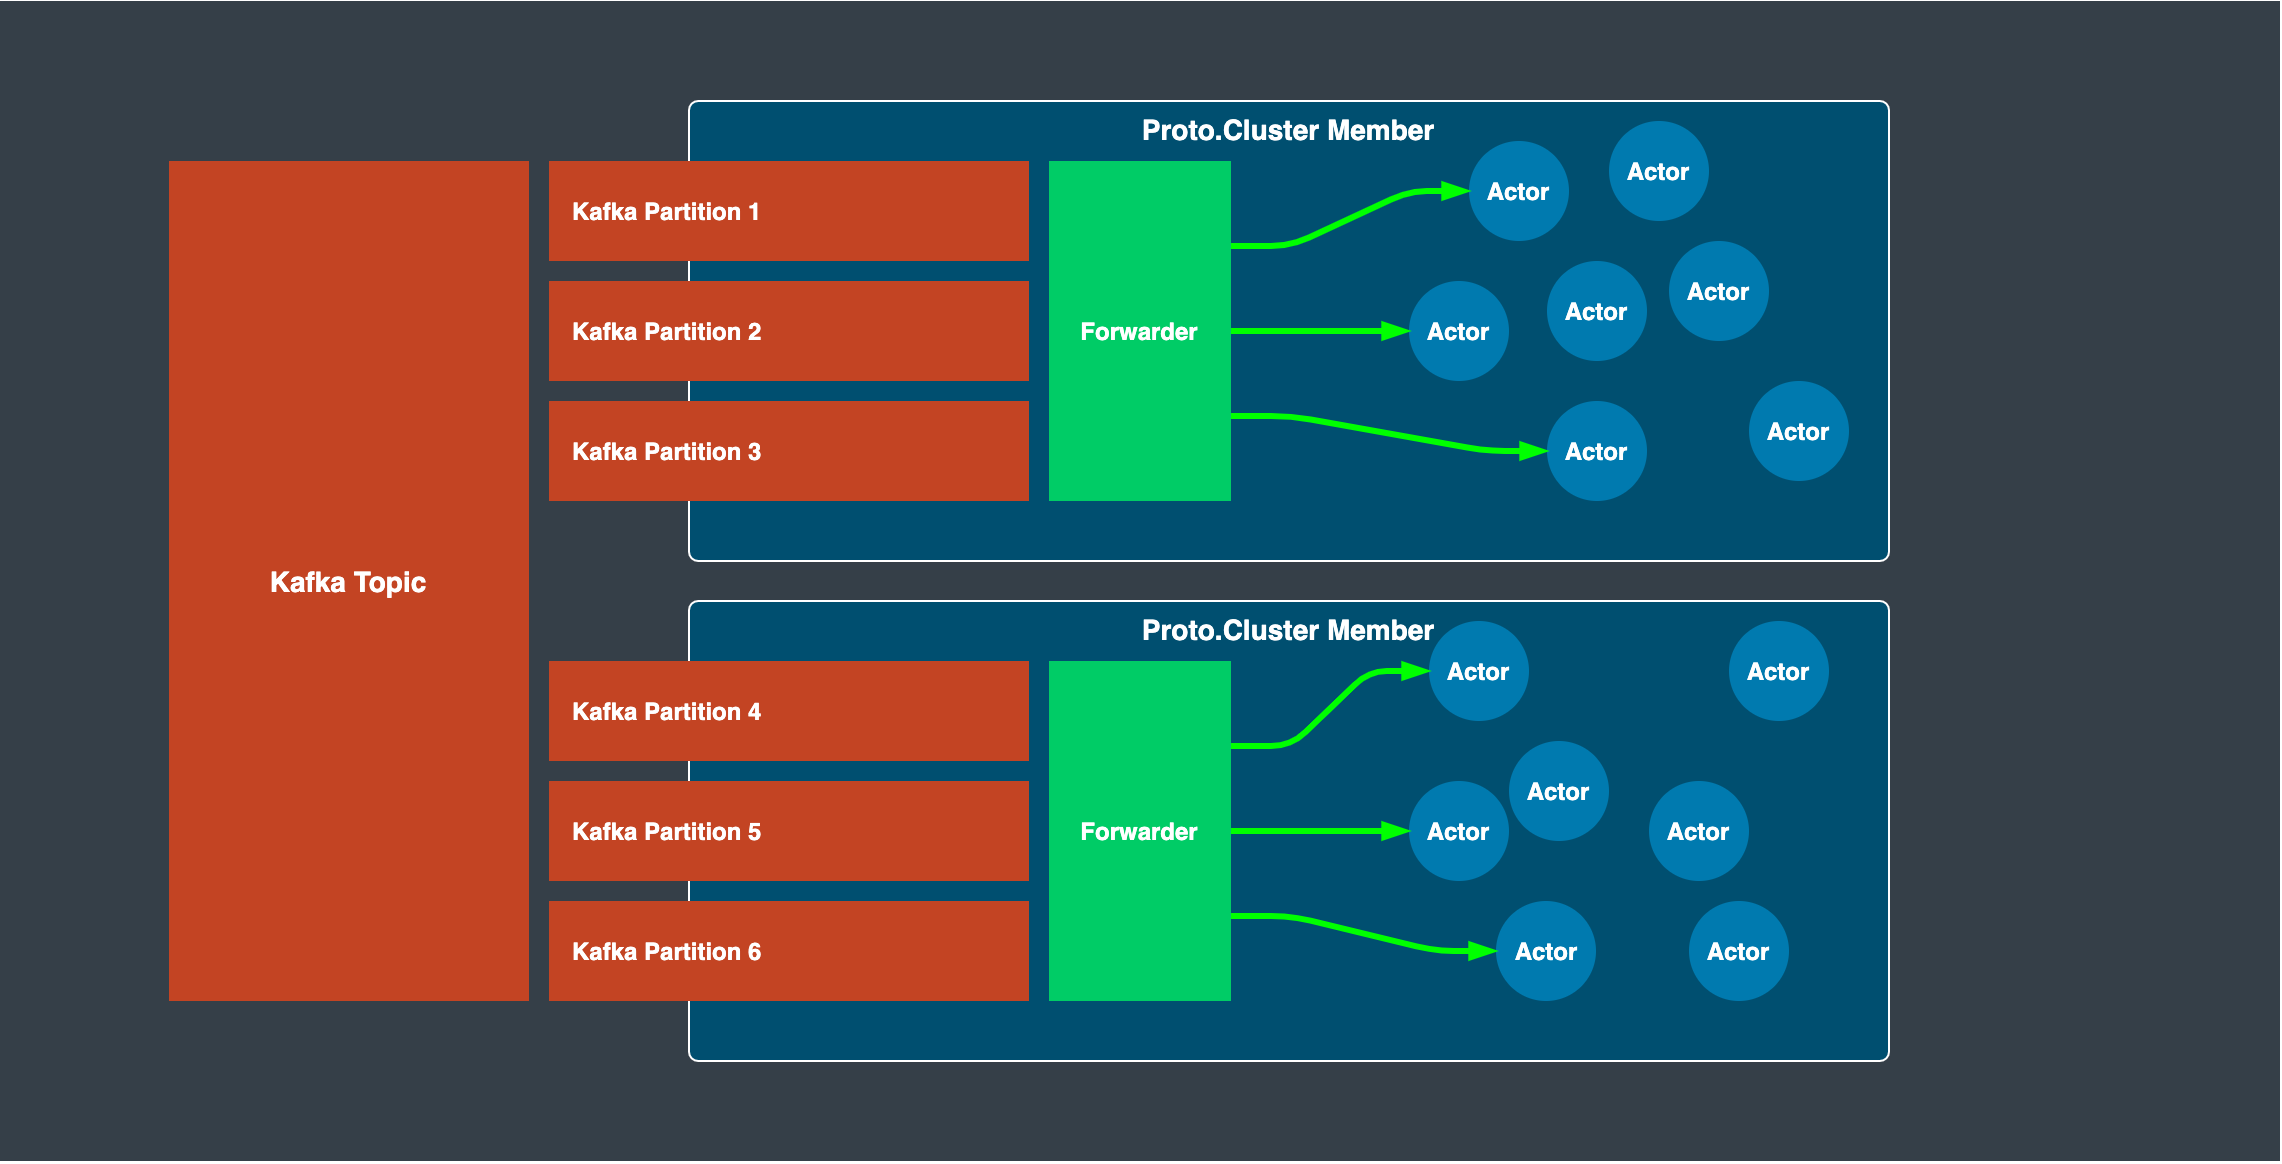 Kafka Topic
Proto.Cluster Member
Kafka Partition 1
Kafka Partition 2
Kafka Partition 3
Forwarder
Actor
Actor
Actor
Actor
Actor
Actor
Actor
Proto.Cluster Member
Kafka Partition 4
Kafka Partition 5
Kafka Partition 6
Forwarder
Actor
Actor
Actor
Actor
Actor
Actor
Actor